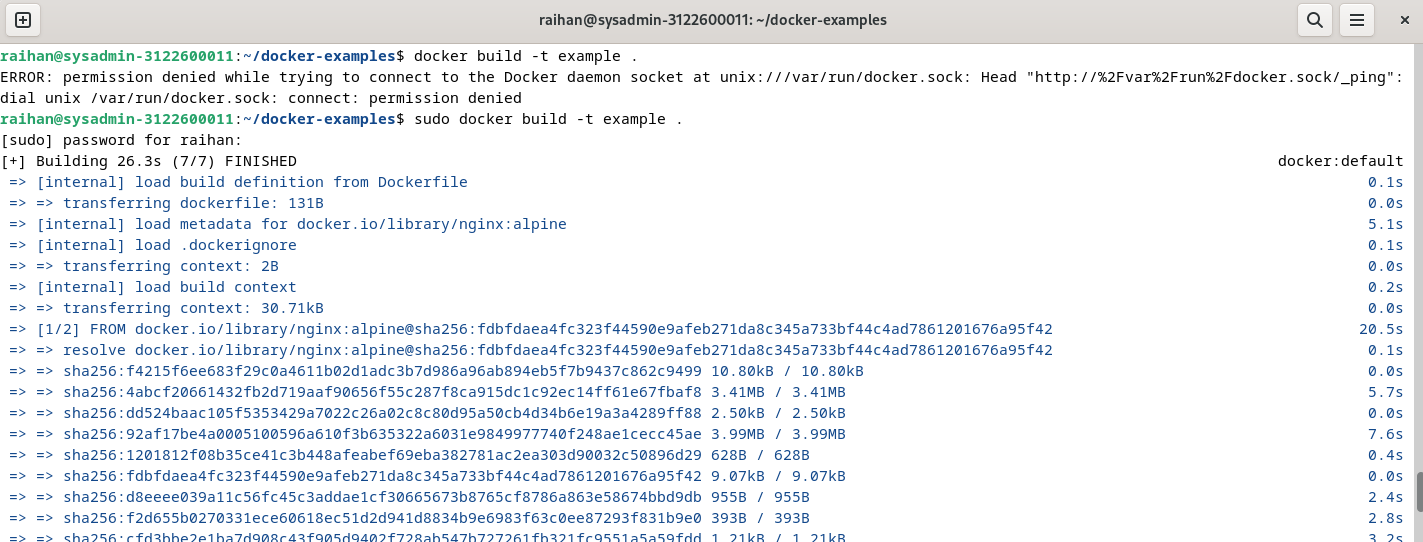 raihan@sysadmin-3122600011: ~/docker-examples
raihan@sysadmin-3122600011:~/docker-examples$ docker build -t example .
ERROR: permission denied while trying to connect to the Docker daemon socket at unix:///var/run/docker.sock: Head "http://%2Fvar%2Frun%2Fdocker.sock/_ping":
dial unix /var/run/docker.sock: connect: permission denied
raihan@sysadmin-3122600011:~/docker-examples$ sudo docker build -t example .
[sudo] password for raihan:
[+] Building 26.3s (7/7) FINISHED docker:default
=> [internal] load build definition from Dockerfile 0.1s
=> => transferring dockerfile: 131B 0.0s
=> [internal] load metadata for docker.io/library/nginx:alpine 5.1s
=> [internal] load .dockerignore 0.1s
=> => transferring context: 2B 0.0s
=> [internal] load build context 0.2s
=> => transferring context: 30.71kB 0.0s
=> [1/2] FROM docker.io/library/nginx:alpine@sha256:fdbfdaea4fc323f44590e9afeb271da8c345a733bf44c4ad7861201676a95f42 20.5s
=> => resolve docker.io/library/nginx:alpine@sha256:fdbfdaea4fc323f44590e9afeb271da8c345a733bf44c4ad7861201676a95f42 0.1s
=> => sha256:f4215f6ee683f29c0a4611b02d1adc3b7d986a96ab894eb5f7b9437c862c9499 10.80kB / 10.80kB 0.0s
=> => sha256:4abcf20661432fb2d719aaf90656f55c287f8ca915dc1c92ec14ff61e67fbaf8 3.41MB / 3.41MB 5.7s
=> => sha256:dd524baac105f5353429a7022c26a02c8c80d95a50cb4d34b6e19a3a4289ff88 2.50kB / 2.50kB 0.0s
=> => sha256:92af17be4a0005100596a610f3b635322a6031e9849977740f248ae1cecc45ae 3.99MB / 3.99MB 7.6s
=> => sha256:1201812f08b35ce41c3b448afeabef69eba382781ac2ea303d90032c50896d29 628B / 628B 0.4s
=> => sha256:fdbfdaea4fc323f44590e9afeb271da8c345a733bf44c4ad7861201676a95f42 9.07kB / 9.07kB 0.0s
=> => sha256:d8eeee039a11c56fc45c3addae1cf30665673b8765cf8786a863e58674bbd9db 955B / 955B 2.4s
=> => sha256:f2d655b0270331ece60618ec51d2d941d8834b9e6983f63c0ee87293f831b9e0 393B / 393B 2.8s
=> => sha256:cfd3bbe2e1ba7d908c43f905d9402f728ab547b727261fb321fc9551a5a59fdd 1.21kB / 1.21kB 3.2s